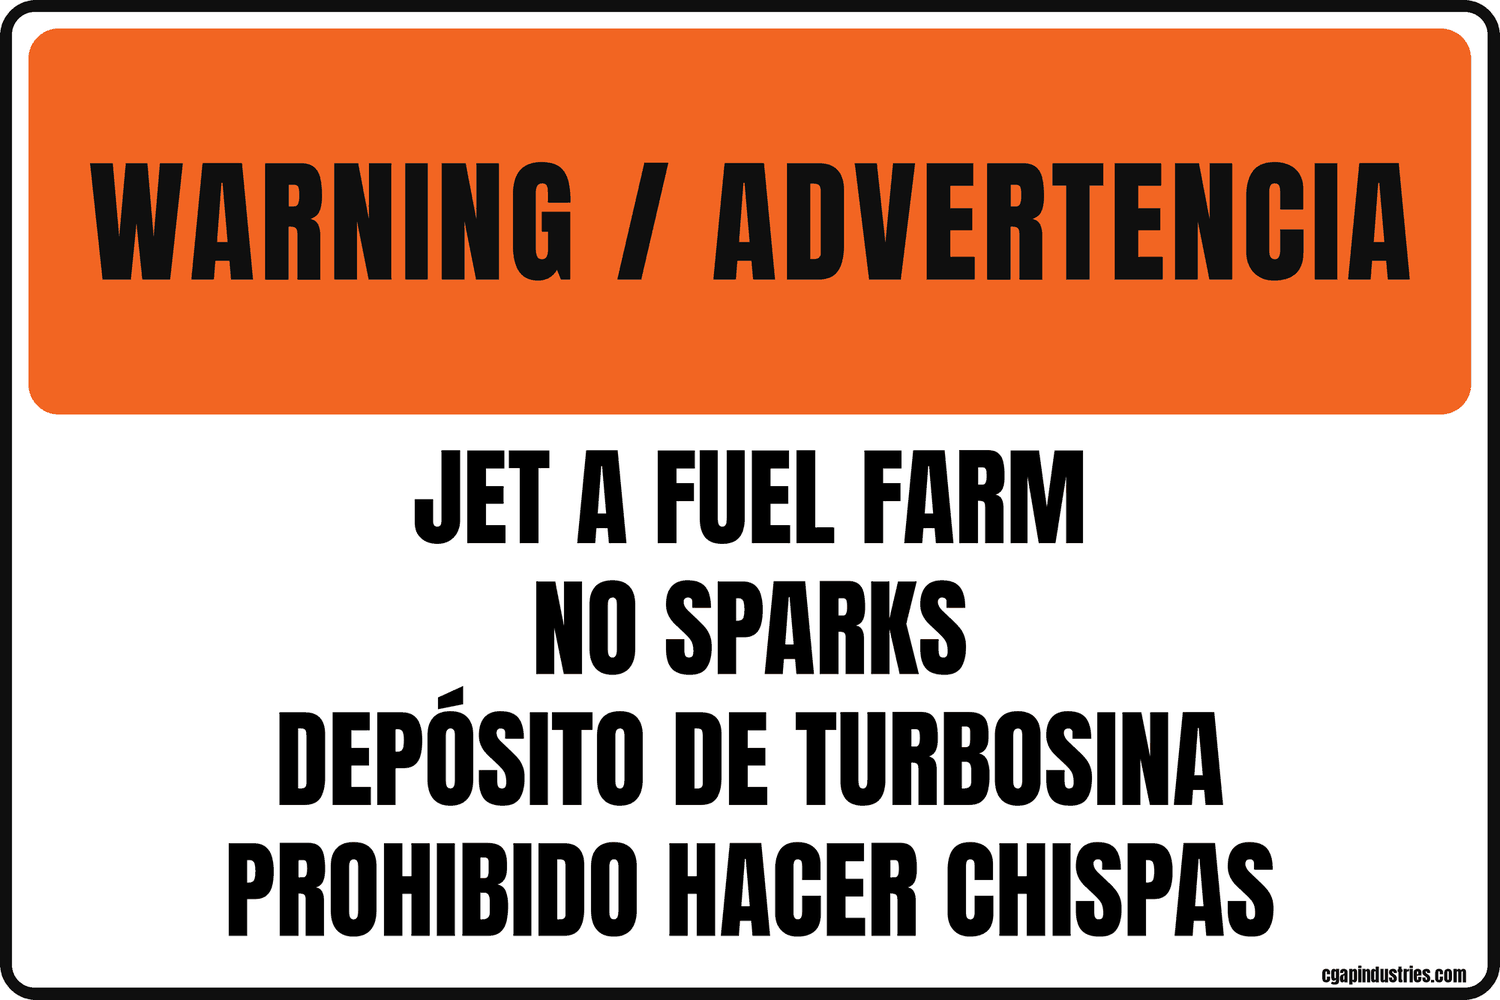 WARNING / ADVERTENCIA
JET A FUEL FARM
NO SPARKS
DEPÓSITO DE TURBOSINA
PROHIBIDO HACER CHISPAS
cgapindustries.com